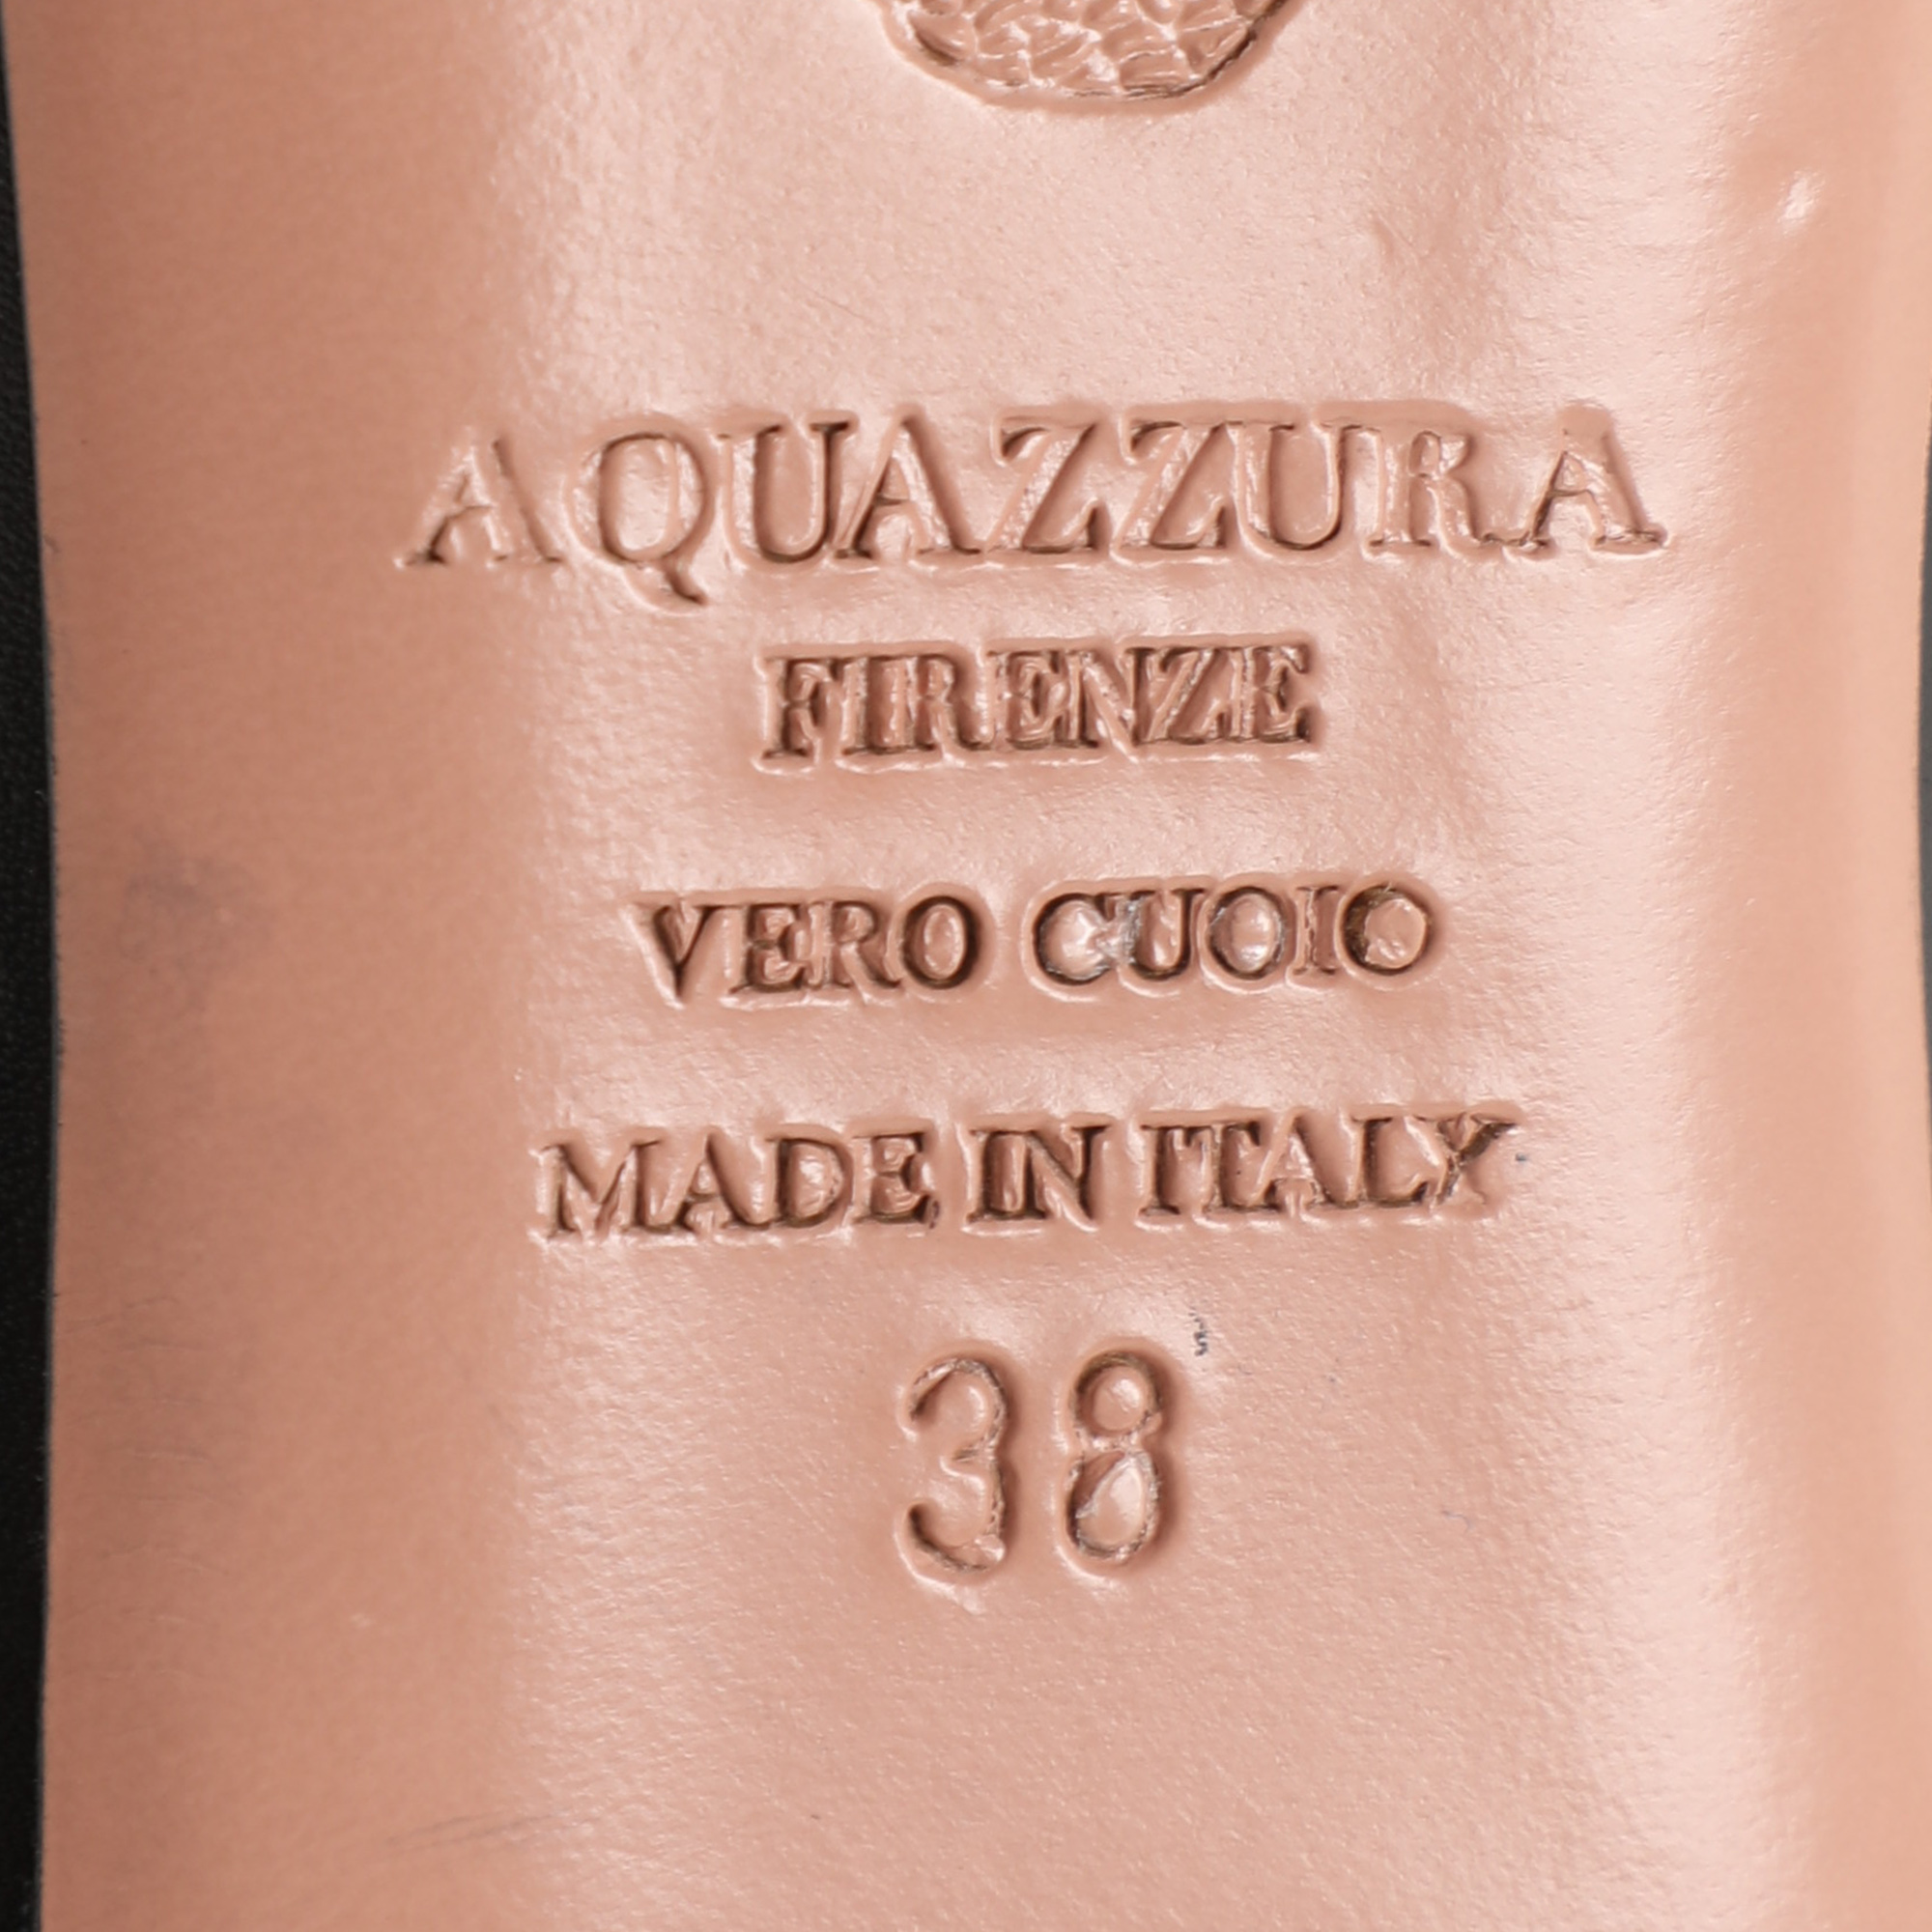 AQUAZZURA
FIRENZE
VERO CUOIO
MADE IN ITALY
38